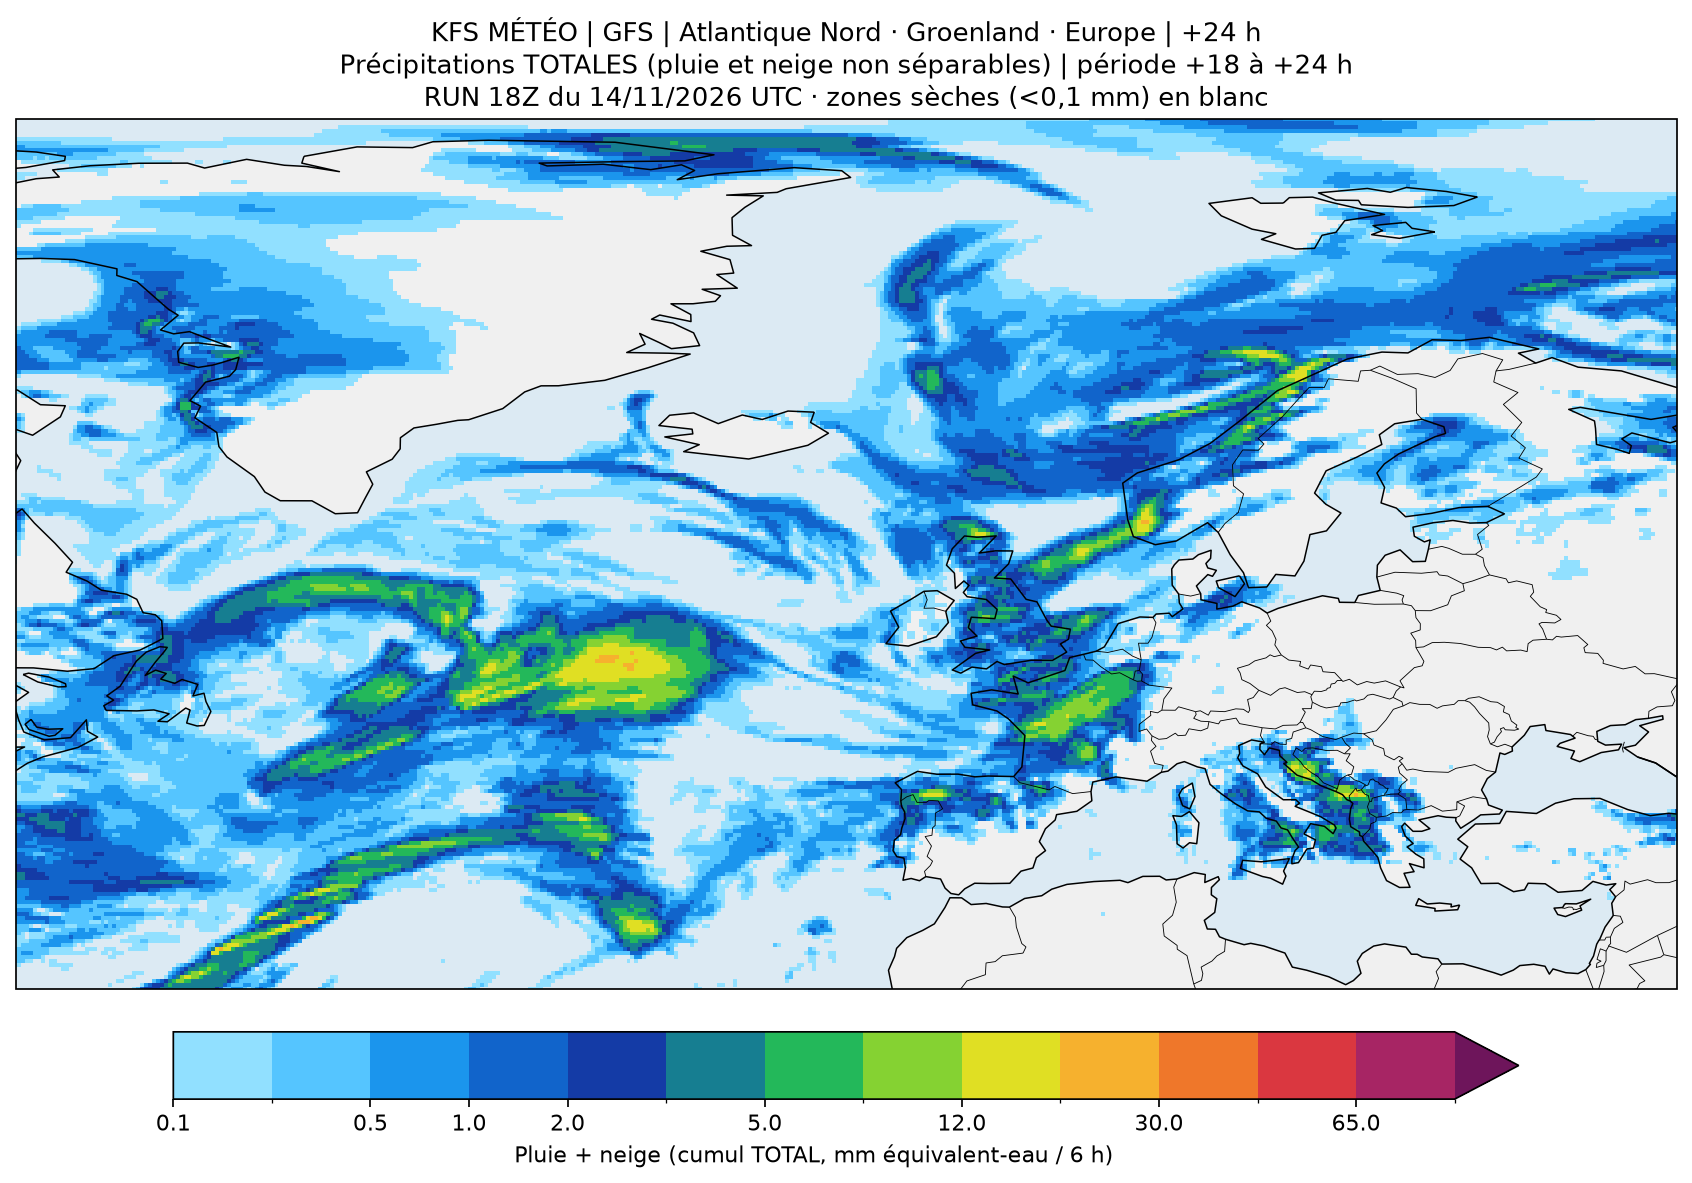 KFS MÉTÉO | GFS | Atlantique Nord · Groenland · Europe | +24 h
Précipitations TOTALES (pluie et neige non séparables) | période +18 à +24 h
RUN 18Z du 14/11/2026 UTC · zones sèches (<0,1 mm) en blanc
0.1 0.5 1.0 2.0 5.0 12.0 30.0 65.0
Pluie + neige (cumul TOTAL, mm équivalent-eau / 6 h)